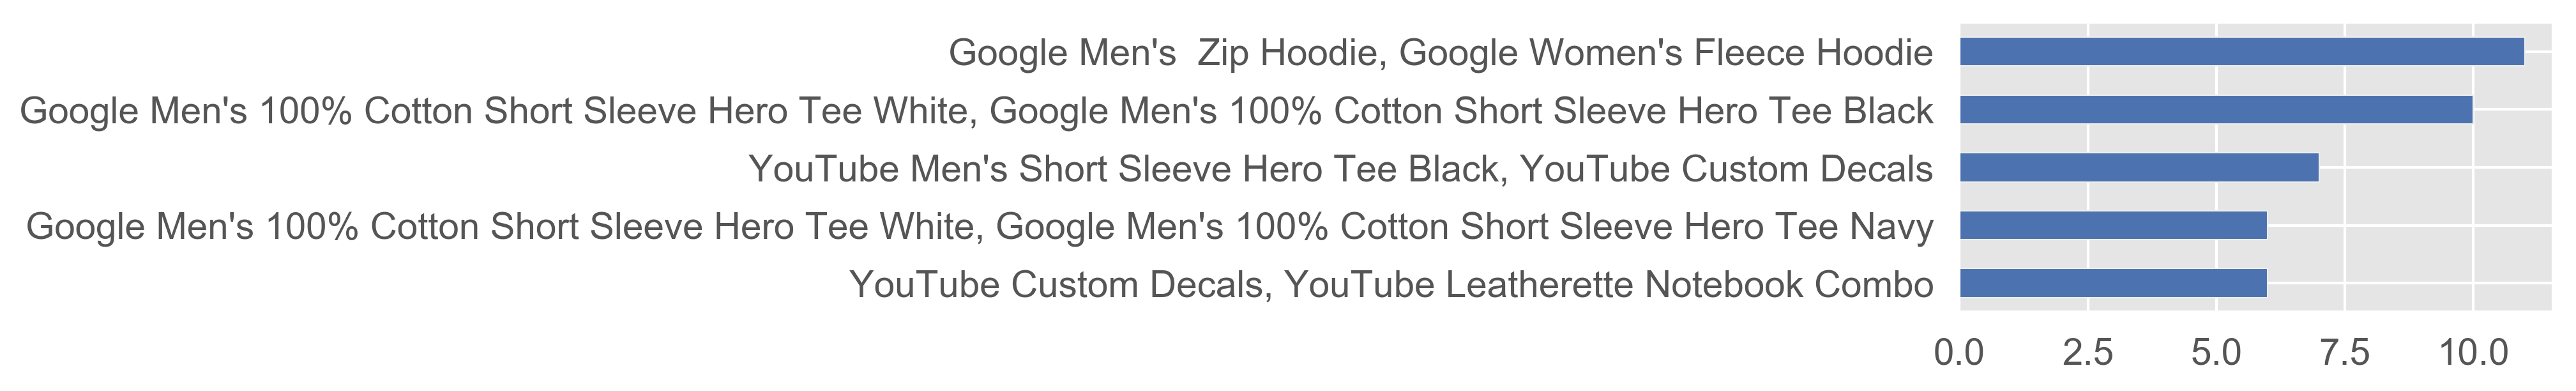 Google Men's  Zip Hoodie, Google Women's Fleece Hoodie
Google Men's 100% Cotton Short Sleeve Hero Tee White, Google Men's 100% Cotton Short Sleeve Hero Tee Black
YouTube Men's Short Sleeve Hero Tee Black, YouTube Custom Decals
Google Men's 100% Cotton Short Sleeve Hero Tee White, Google Men's 100% Cotton Short Sleeve Hero Tee Navy
YouTube Custom Decals, YouTube Leatherette Notebook Combo
0.0 2.5 5.0 7.5 10.0